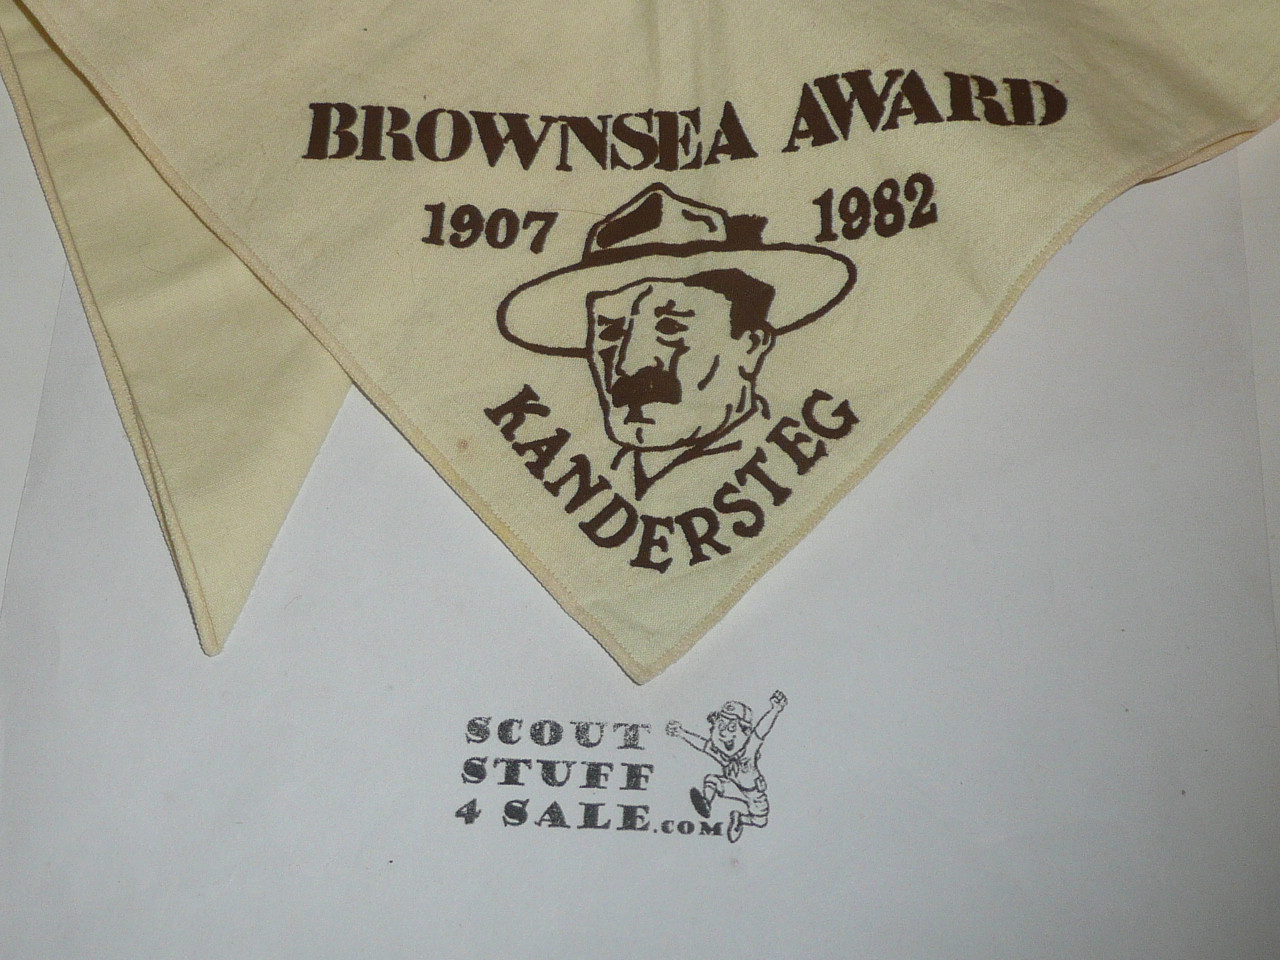 BROWNSEA AWARD
1907 1982
KANDERSTEG
SCOUT
STUFF
4 SALE.COM